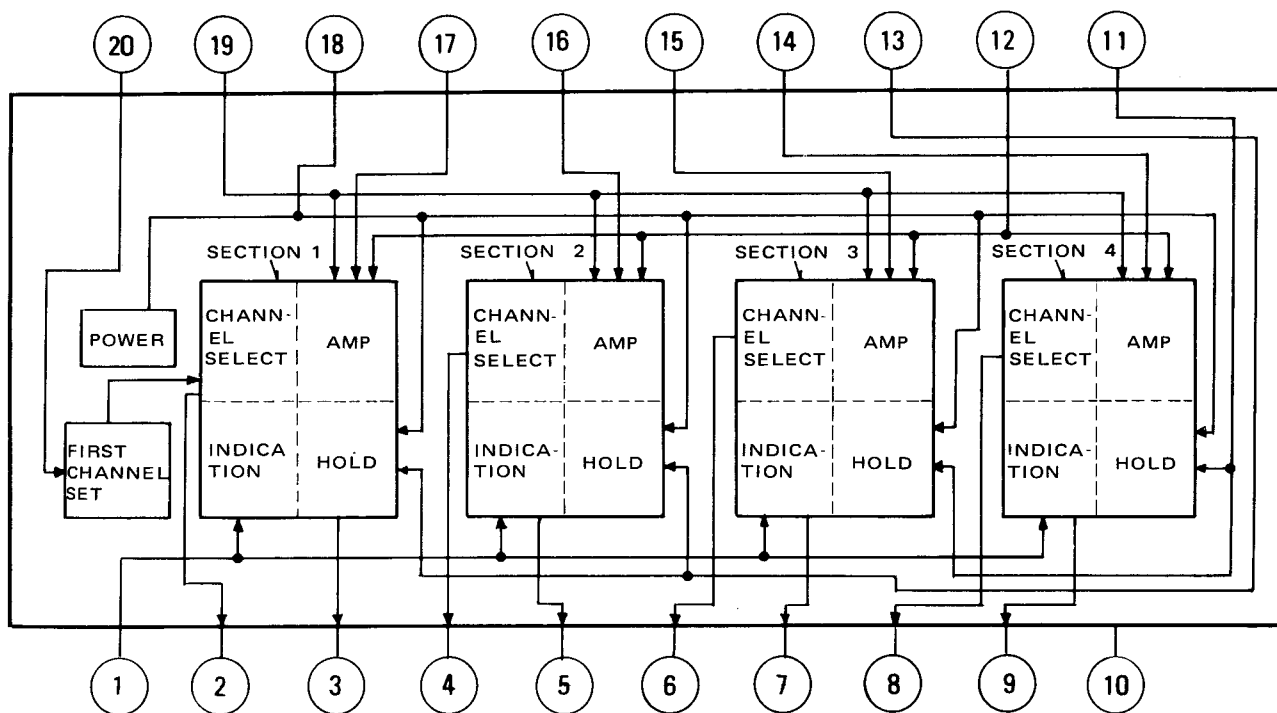 20 19 18 17 16 15 14 13 12 11
SECTION 1 SECTION 2 SECTION 3 SECTION 4
POWER
FIRST
CHANNEL
SET
CHANN-
EL
SELECT
AMP
INDICA-
TION
HOLD
CHANN-
EL
SELECT
AMP
INDICA-
TION
HOLD
CHANN-
EL
SELECT
AMP
INDICA-
TION
HOLD
CHANN-
EL
SELECT
AMP
INDICA-
TION
HOLD
1 2 3 4 5 6 7 8 9 10